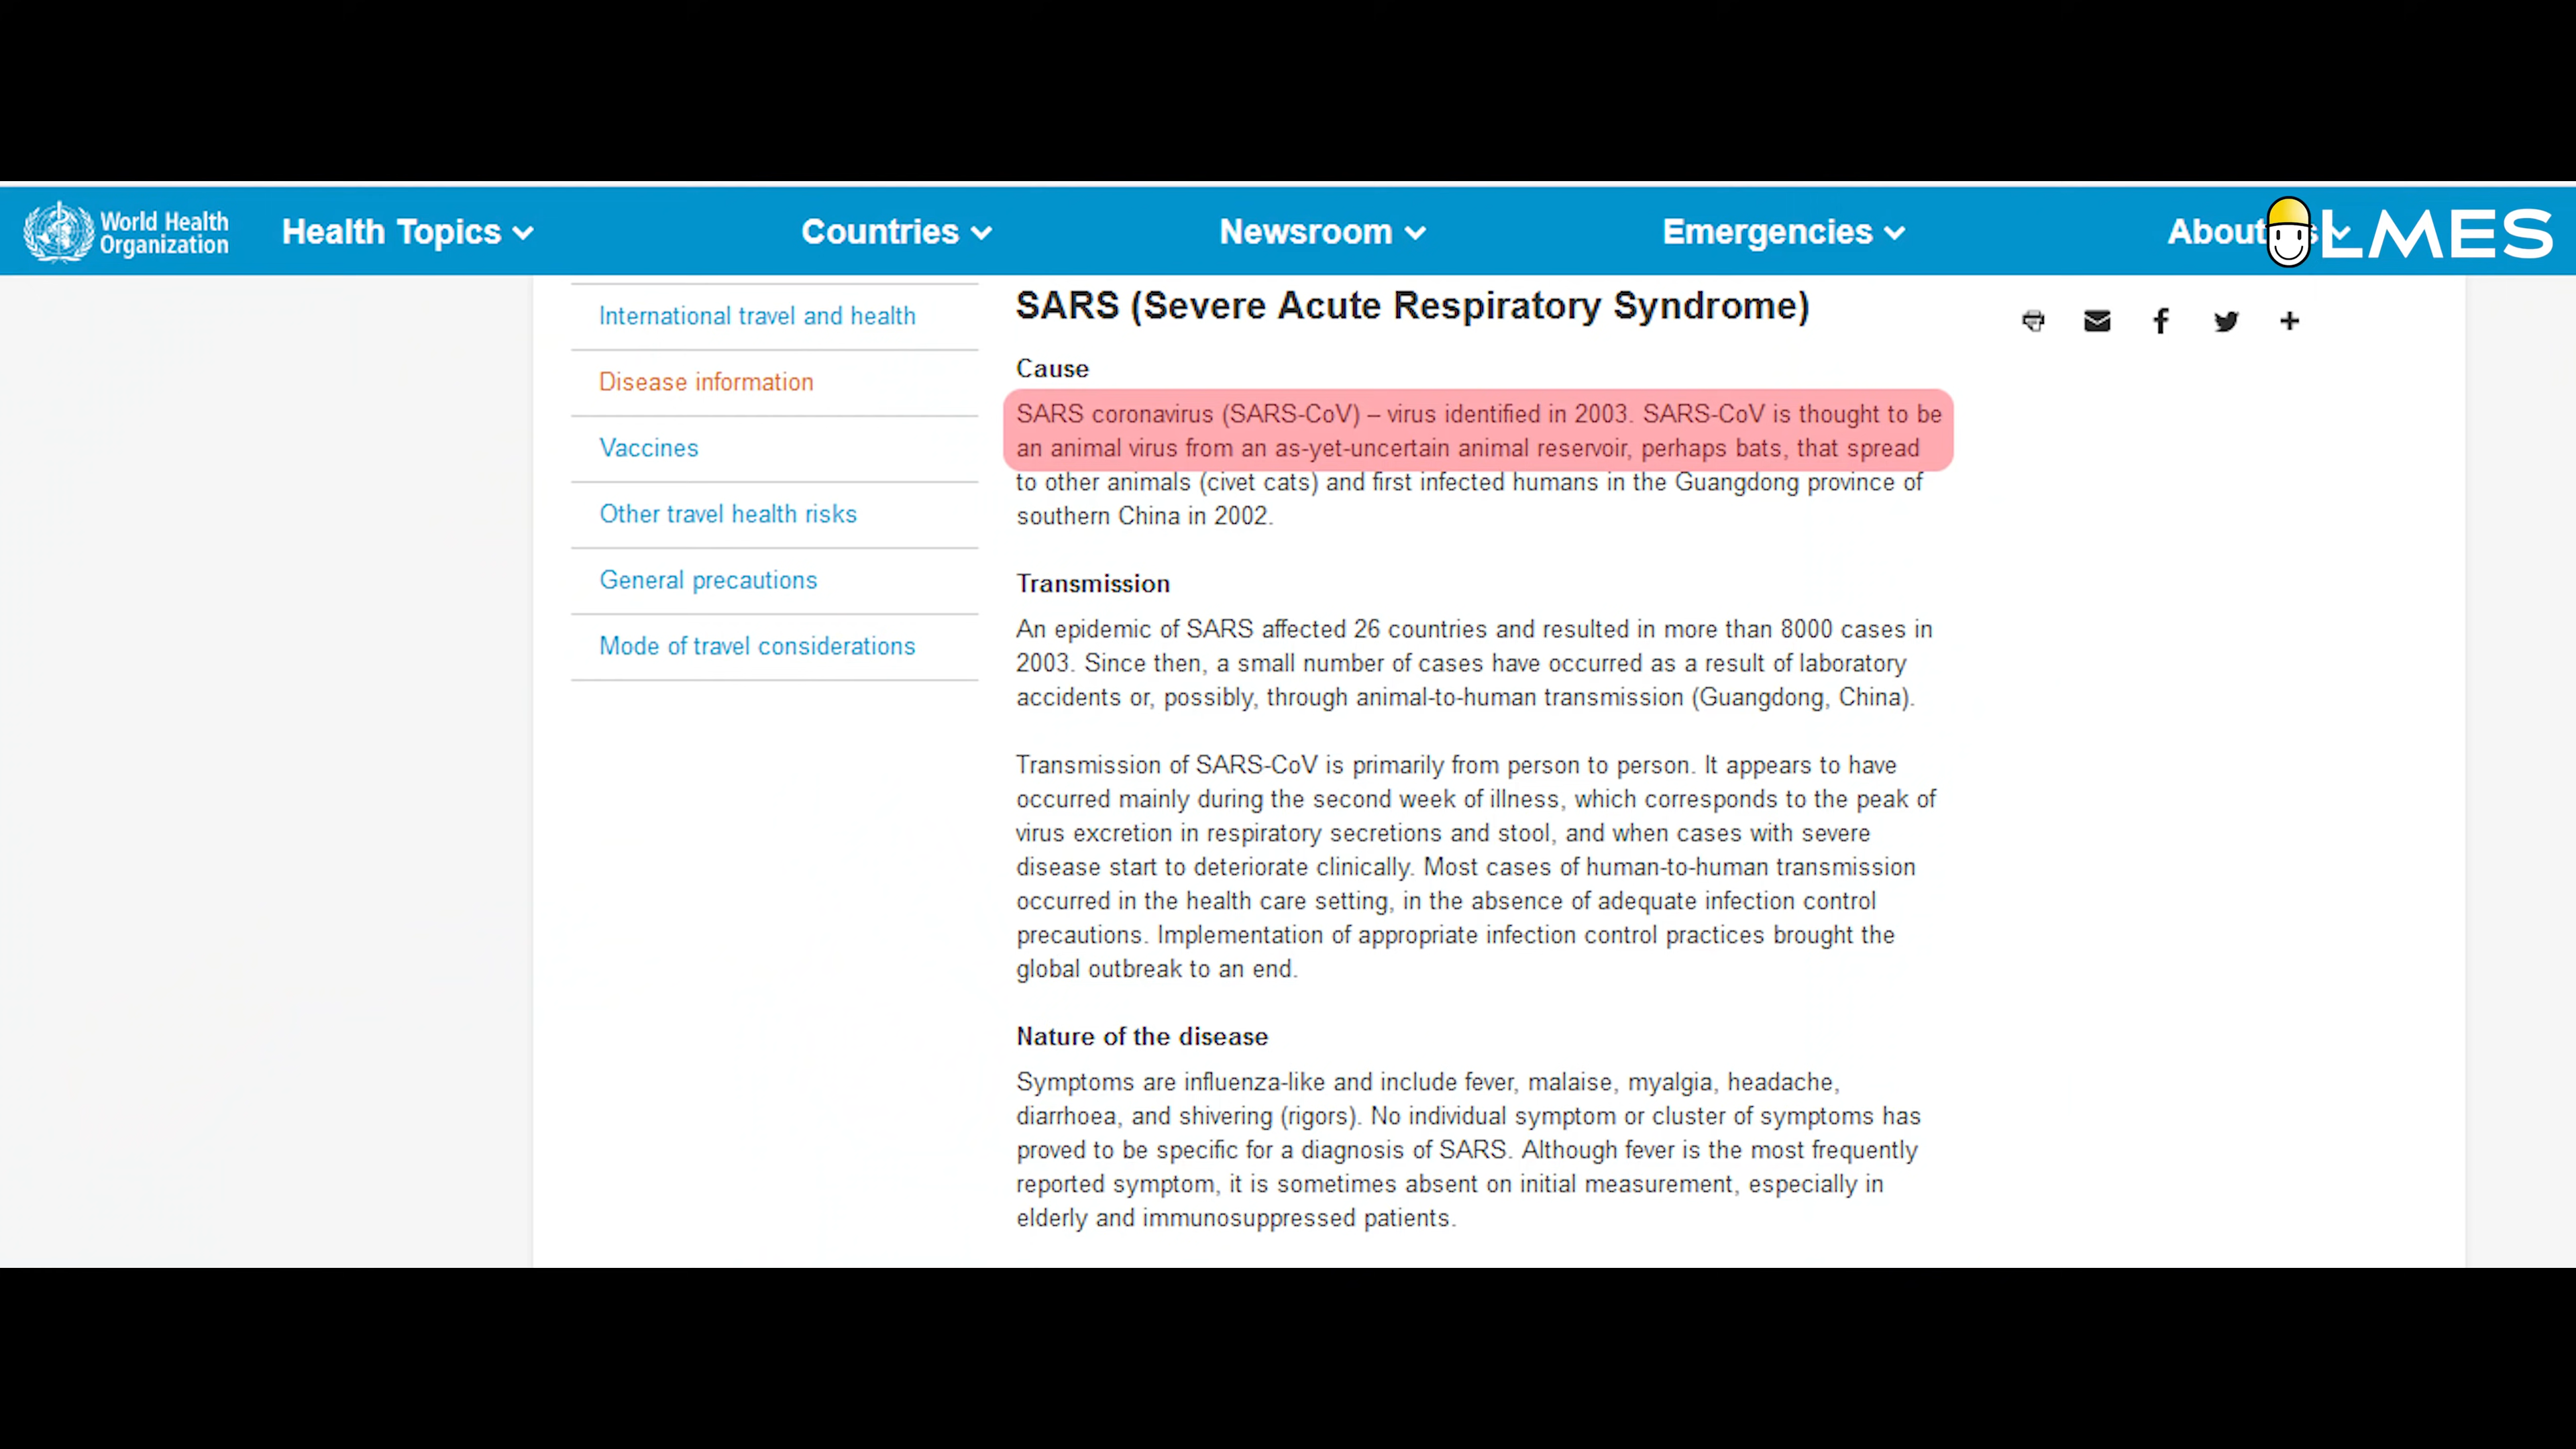 World Health
Organization
Health Topics
Countries
Newsroom
Emergencies
About
LMES
International travel and health
Disease information
Vaccines
Other travel health risks
General precautions
Mode of travel considerations
SARS (Severe Acute Respiratory Syndrome)
Cause
SARS coronavirus (SARS-CoV) – virus identified in 2003. SARS-CoV is thought to be
an animal virus from an as-yet-uncertain animal reservoir, perhaps bats, that spread
to other animals (civet cats) and first infected humans in the Guangdong province of
southern China in 2002.
Transmission
An epidemic of SARS affected 26 countries and resulted in more than 8000 cases in
2003. Since then, a small number of cases have occurred as a result of laboratory
accidents or, possibly, through animal-to-human transmission (Guangdong, China).
Transmission of SARS-CoV is primarily from person to person. It appears to have
occurred mainly during the second week of illness, which corresponds to the peak of
virus excretion in respiratory secretions and stool, and when cases with severe
disease start to deteriorate clinically. Most cases of human-to-human transmission
occurred in the health care setting, in the absence of adequate infection control
precautions. Implementation of appropriate infection control practices brought the
global outbreak to an end.
Nature of the disease
Symptoms are influenza-like and include fever, malaise, myalgia, headache,
diarrhoea, and shivering (rigors). No individual symptom or cluster of symptoms has
proved to be specific for a diagnosis of SARS. Although fever is the most frequently
reported symptom, it is sometimes absent on initial measurement, especially in
elderly and immunosuppressed patients.